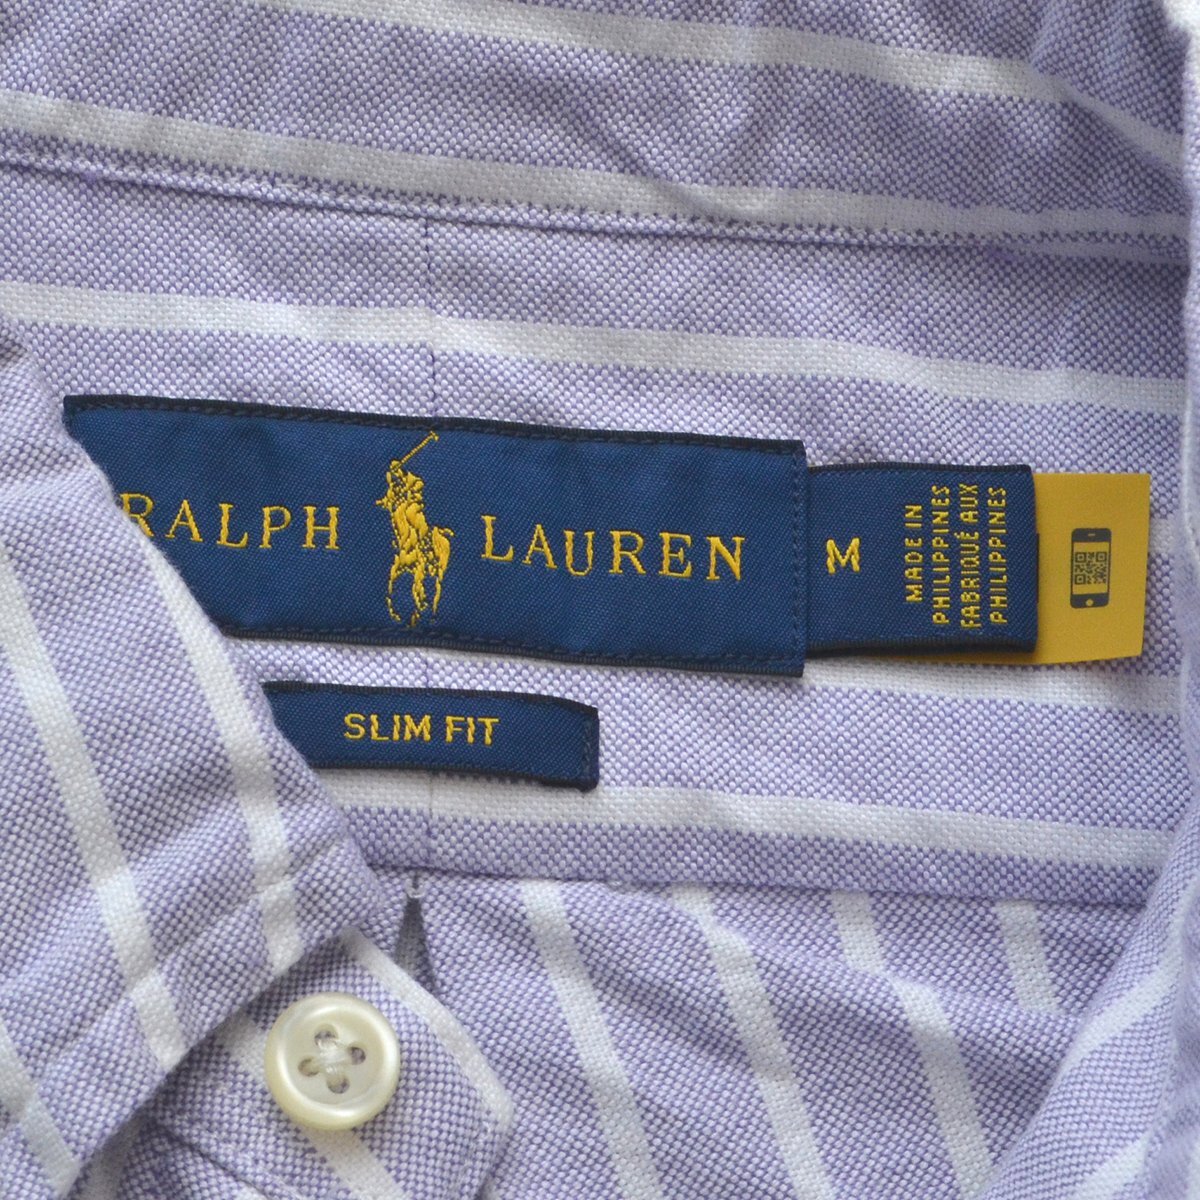 RALPH LAUREN
M
MADE IN
PHILIPPINES
FABRIQUÉ AUX
PHILIPPINES
SLIM FIT